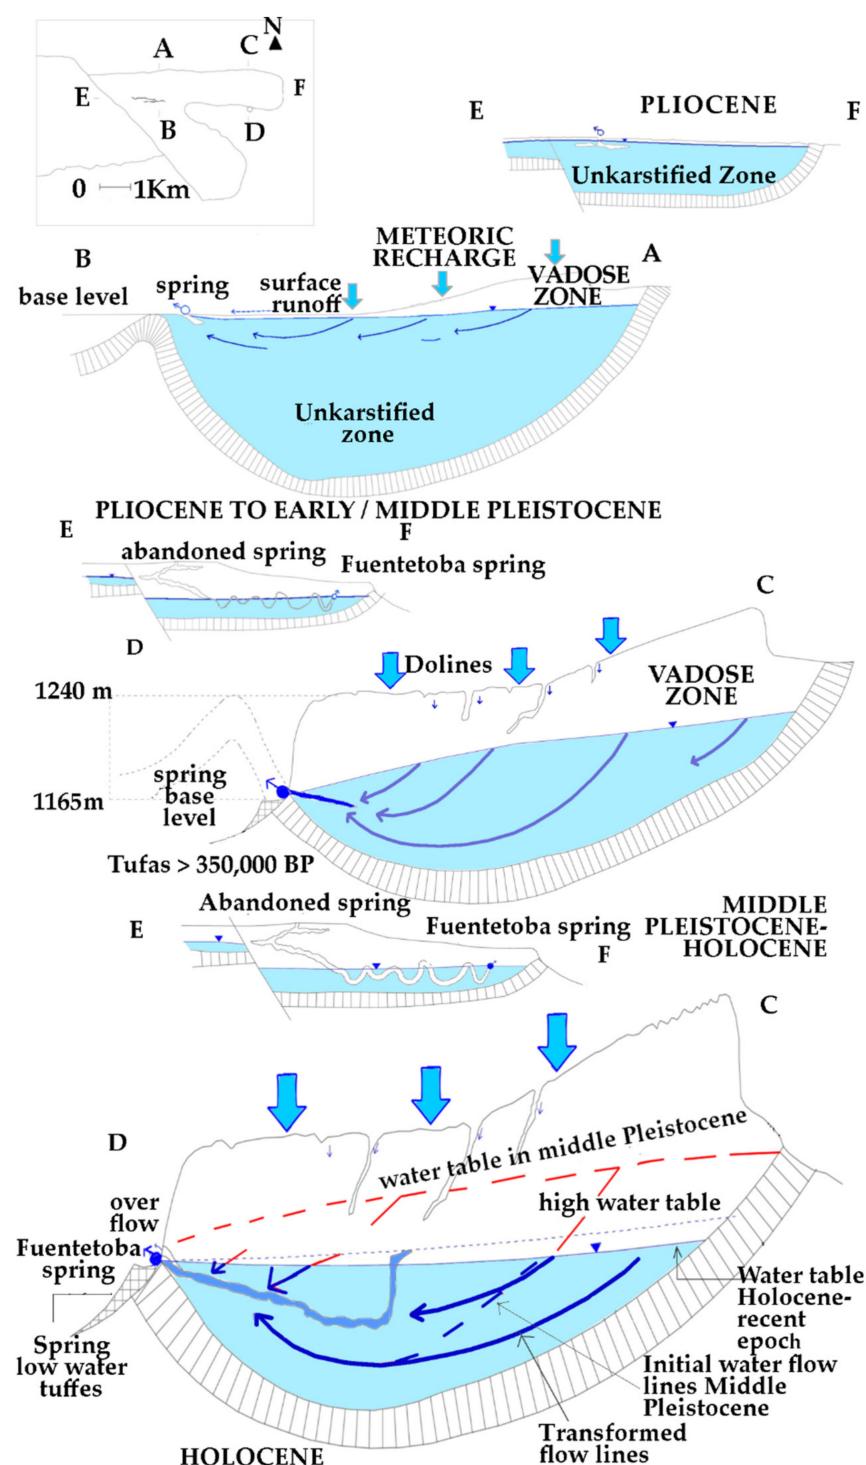 N
A
C
E
F
B
D
0 1Km
E
PLIOCENE
F
Unkarstified Zone
B
METEORIC
RECHARGE
A
base level
spring
surface
runoff
VADOSE
ZONE
Unkarstified
zone
PLIOCENE TO EARLY / MIDDLE PLEISTOCENE
E
F
abandoned spring
Fuentetoba spring
C
D
Dolines
1240 m
VADOSE
ZONE
spring
base
level
1165m
Tufas > 350,000 BP
MIDDLE
PLEISTOCENE-
HOLOCENE
Abandoned spring
E
Fuentetoba spring
F
C
D
water table in middle Pleistocene
over
flow
high water table
Fuentetoba
spring
Water table
Holocene-
recent
epoch
Spring
low water
tuffes
Initial water flow
lines Middle
Pleistocene
Transformed
flow lines
HOLOCENE